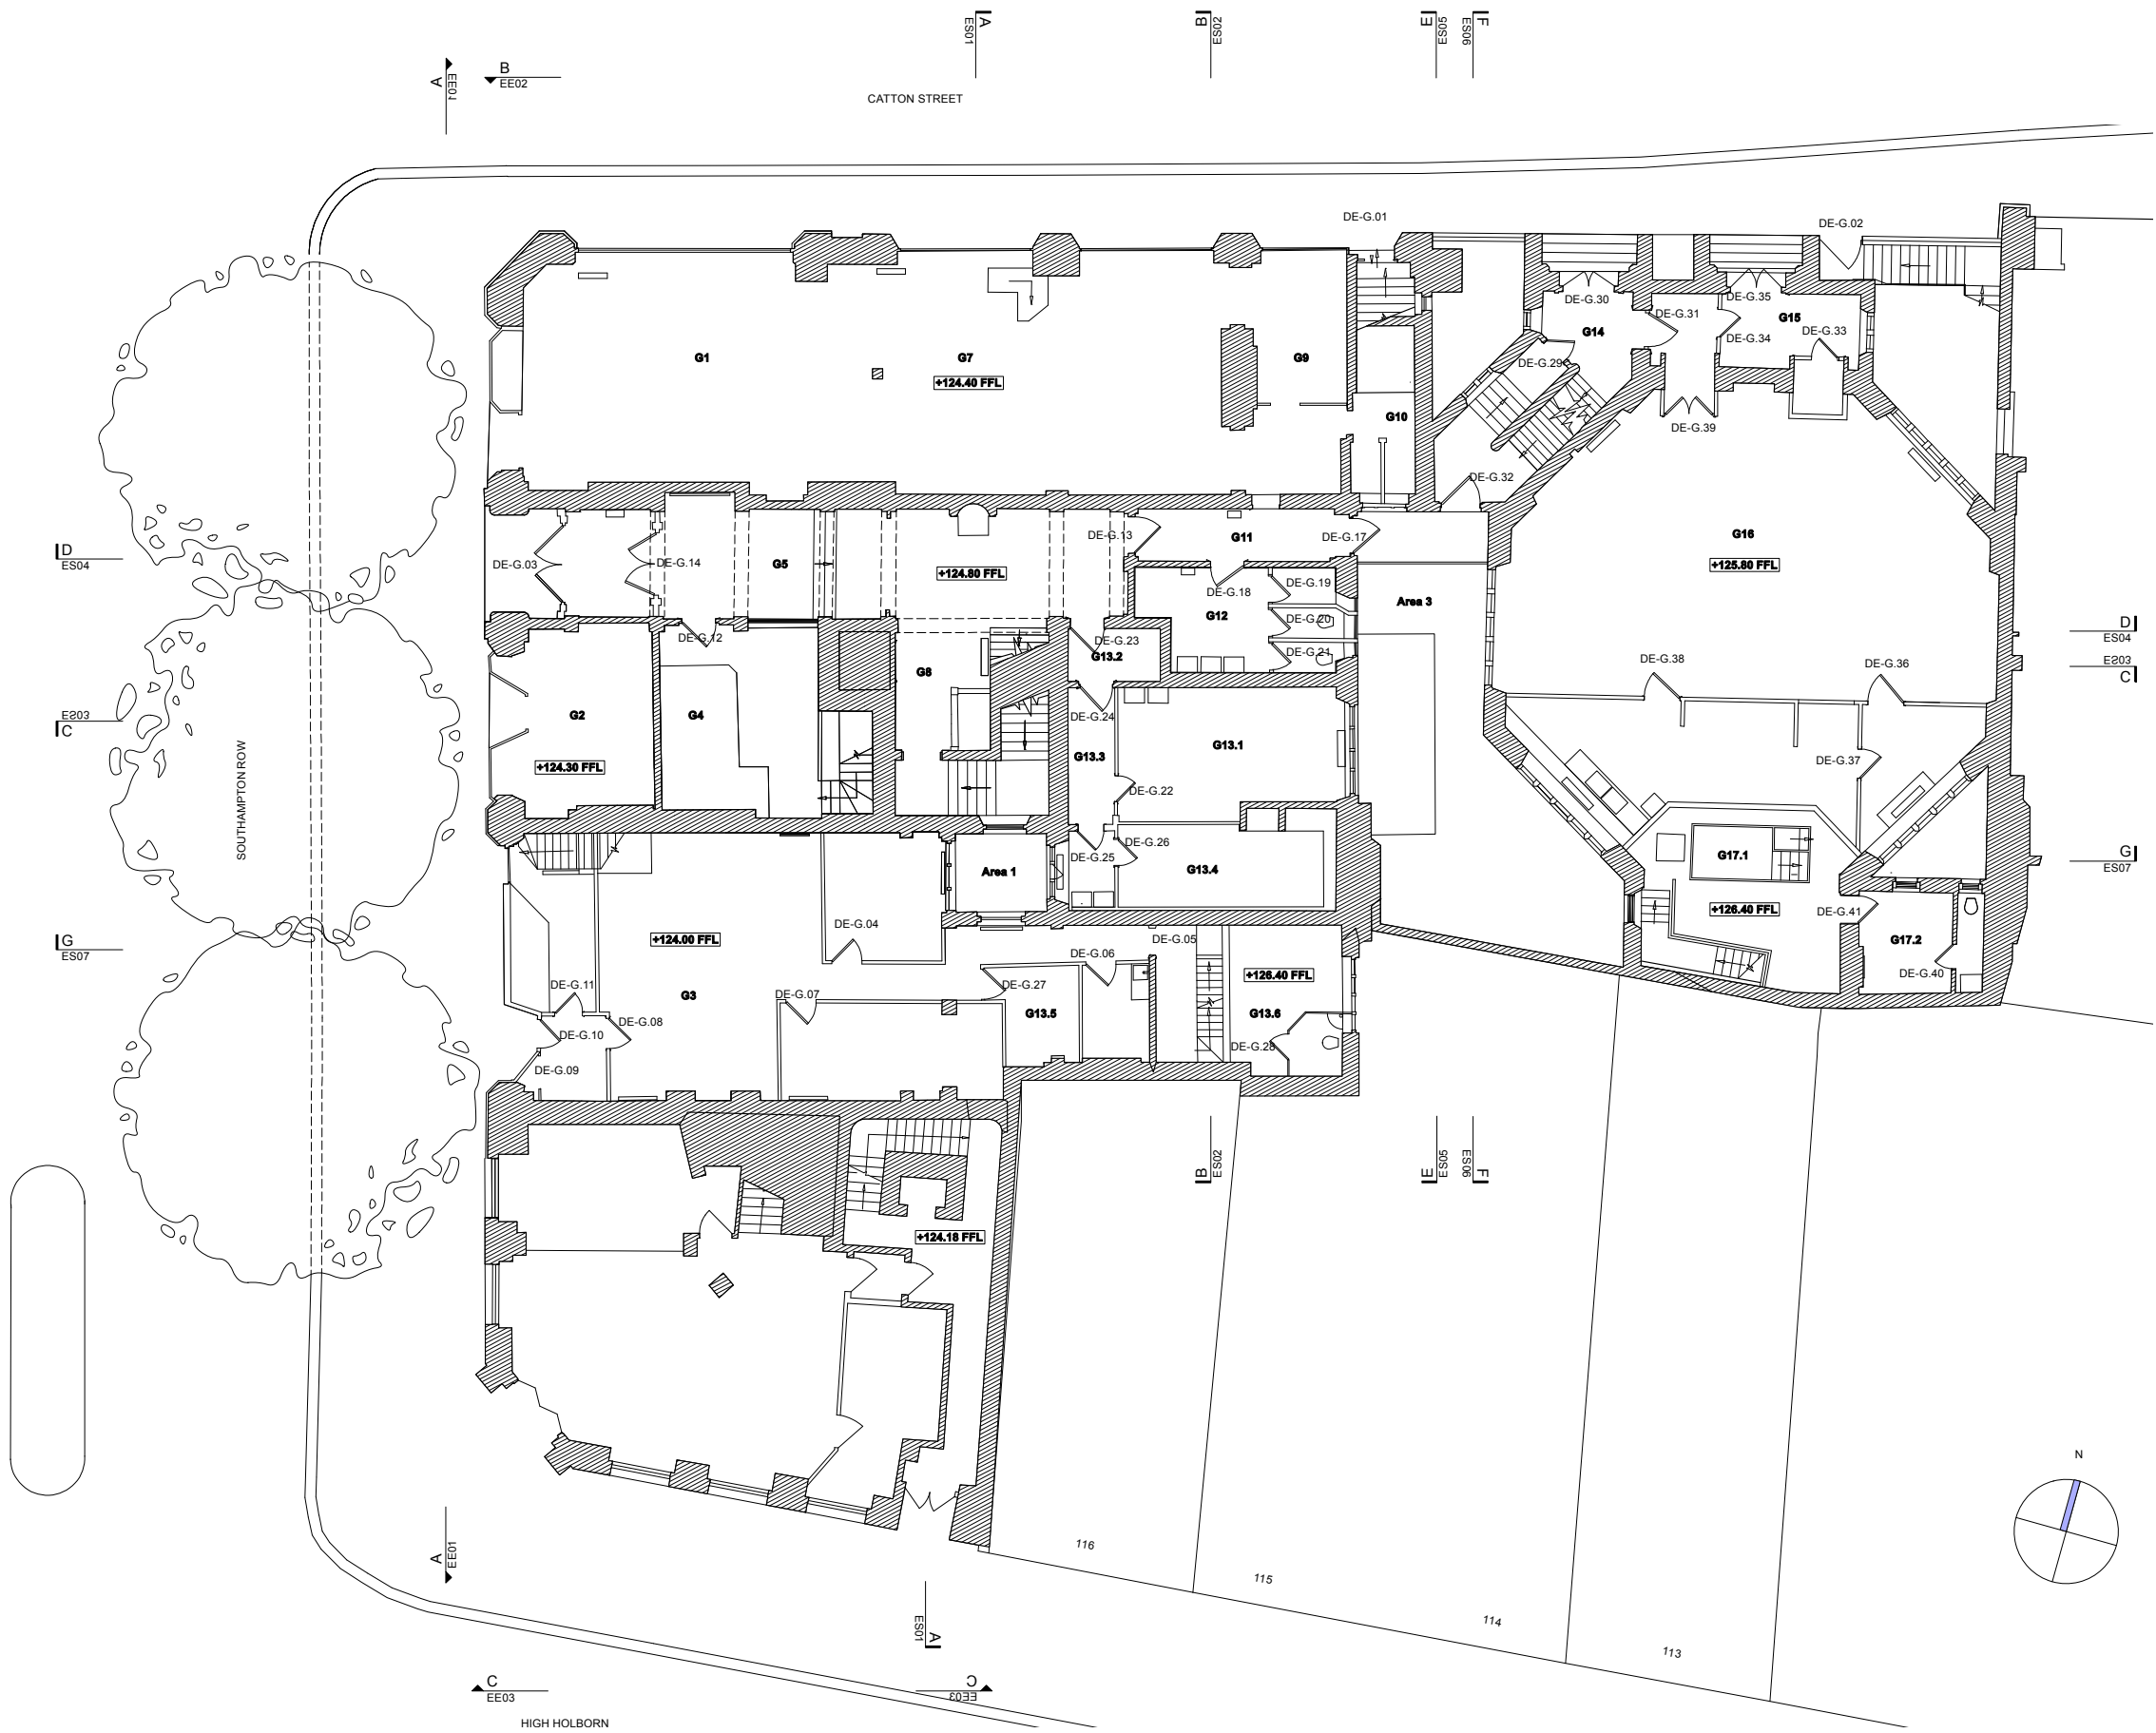 A
ES01
B
ES02
E
ES05
F
ES06
A
EE01
B
EE02
CATTON STREET
DE-G.01
DE-G.02
DE-G.30
DE-G.35
DE-G.31
G14
G15
DE-G.33
DE-G.34
G1
G7
G9
DE-G.29
+124.40 FFL
G10
DE-G.39
DE-G.32
G16
DE-G.13
G11
DE-G.17
D
ES04
DE-G.03
DE-G.14
G5
+124.80 FFL
+125.80 FFL
DE-G.19
DE-G.18
Area 3
G12
DE-G.20
D
ES04
DE-G.12
DE-G.23
DE-G.21
G13.2
DE-G.38
DE-G.36
ES03
C
G8
ES03
C
G2
G4
DE-G.24
G13.1
G13.3
SOUTHAMPTON ROW
+124.30 FFL
DE-G.37
DE-G.22
DE-G.26
DE-G.25
G17.1
G
ES07
Area 1
G13.4
+126.40 FFL
DE-G.41
DE-G.04
G
ES07
+124.00 FFL
DE-G.05
G17.2
DE-G.06
+126.40 FFL
DE-G.40
DE-G.11
DE-G.27
G3
DE-G.07
G13.5
G13.6
DE-G.08
DE-G.10
DE-G.28
DE-G.09
B
ES02
E
ES05
F
ES06
+124.18 FFL
N
A
EE01
116
115
114
113
A
ES01
C
EE03
C
EE03
HIGH HOLBORN